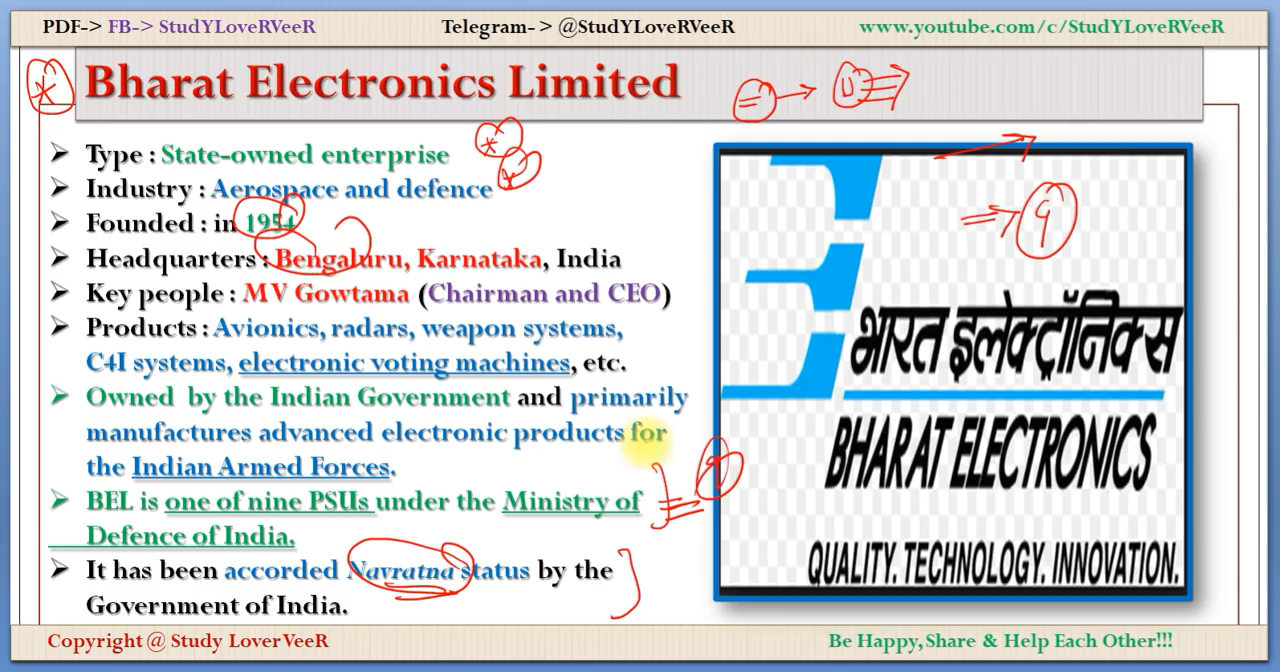 PDF-> FB-> StudYLoveRVeeR Telegram- > @StudYLoveRVeeR www.youtube.com/c/StudYLoveRVeeR
Bharat Electronics Limited
➢ Type : State-owned enterprise
➢ Industry : Aerospace and defence
➢ Founded : in 1954
➢ Headquarters : Bengaluru, Karnataka, India
➢ Key people : MV Gowtama (Chairman and CEO)
➢ Products : Avionics, radars, weapon systems,
C4I systems, electronic voting machines, etc.
➢ Owned by the Indian Government and primarily
manufactures advanced electronic products for
the Indian Armed Forces.
➢ BEL is one of nine PSUs under the Ministry of
Defence of India.
➢ It has been accorded Navratna status by the
Government of India.
भारत इलेक्ट्रॉनिक्स
BHARAT ELECTRONICS
QUALITY. TECHNOLOGY. INNOVATION.
Copyright @ Study LoverVeeR Be Happy,Share & Help Each Other!!!